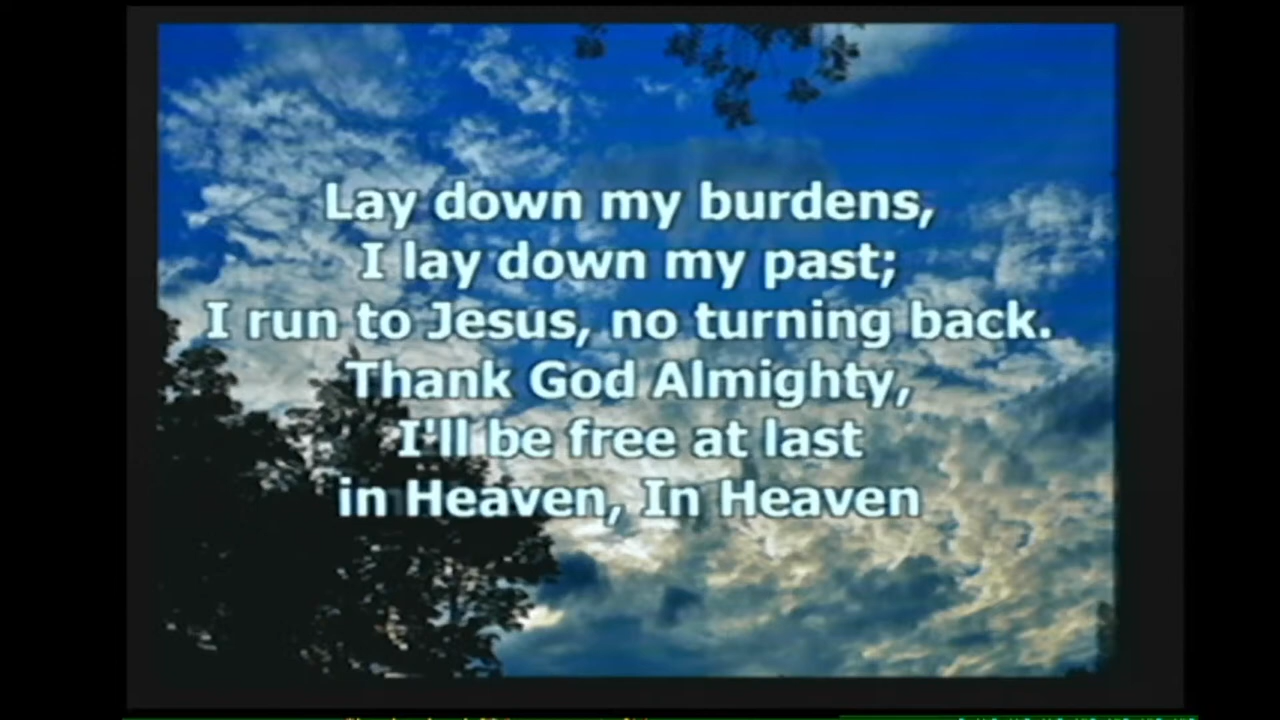 Lay down my burdens,
I lay down my past;
I run to Jesus, no turning back.
Thank God Almighty,
I'll be free at last
in Heaven, In Heaven